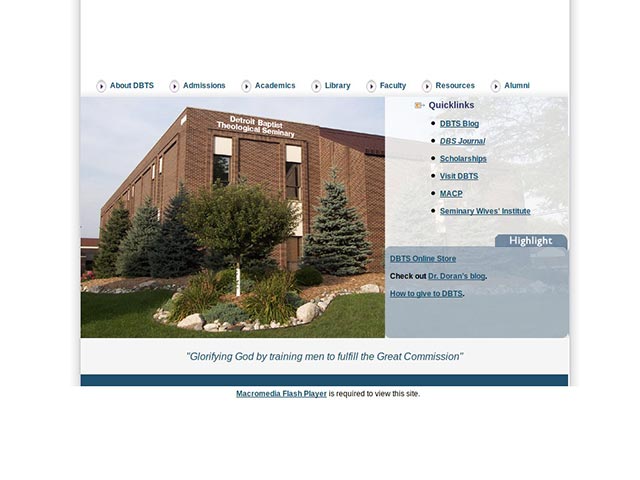 About DBTS Admissions Academics Library Faculty Resources Alumni
Detroit Baptist
Theological Seminary
Quicklinks
DBTS Blog
DBS Journal
Scholarships
Visit DBTS
MACP
Seminary Wives' Institute
Highlight
DBTS Online Store
Check out Dr. Doran's blog.
How to give to DBTS.
"Glorifying God by training men to fulfill the Great Commission"
Macromedia Flash Player is required to view this site.